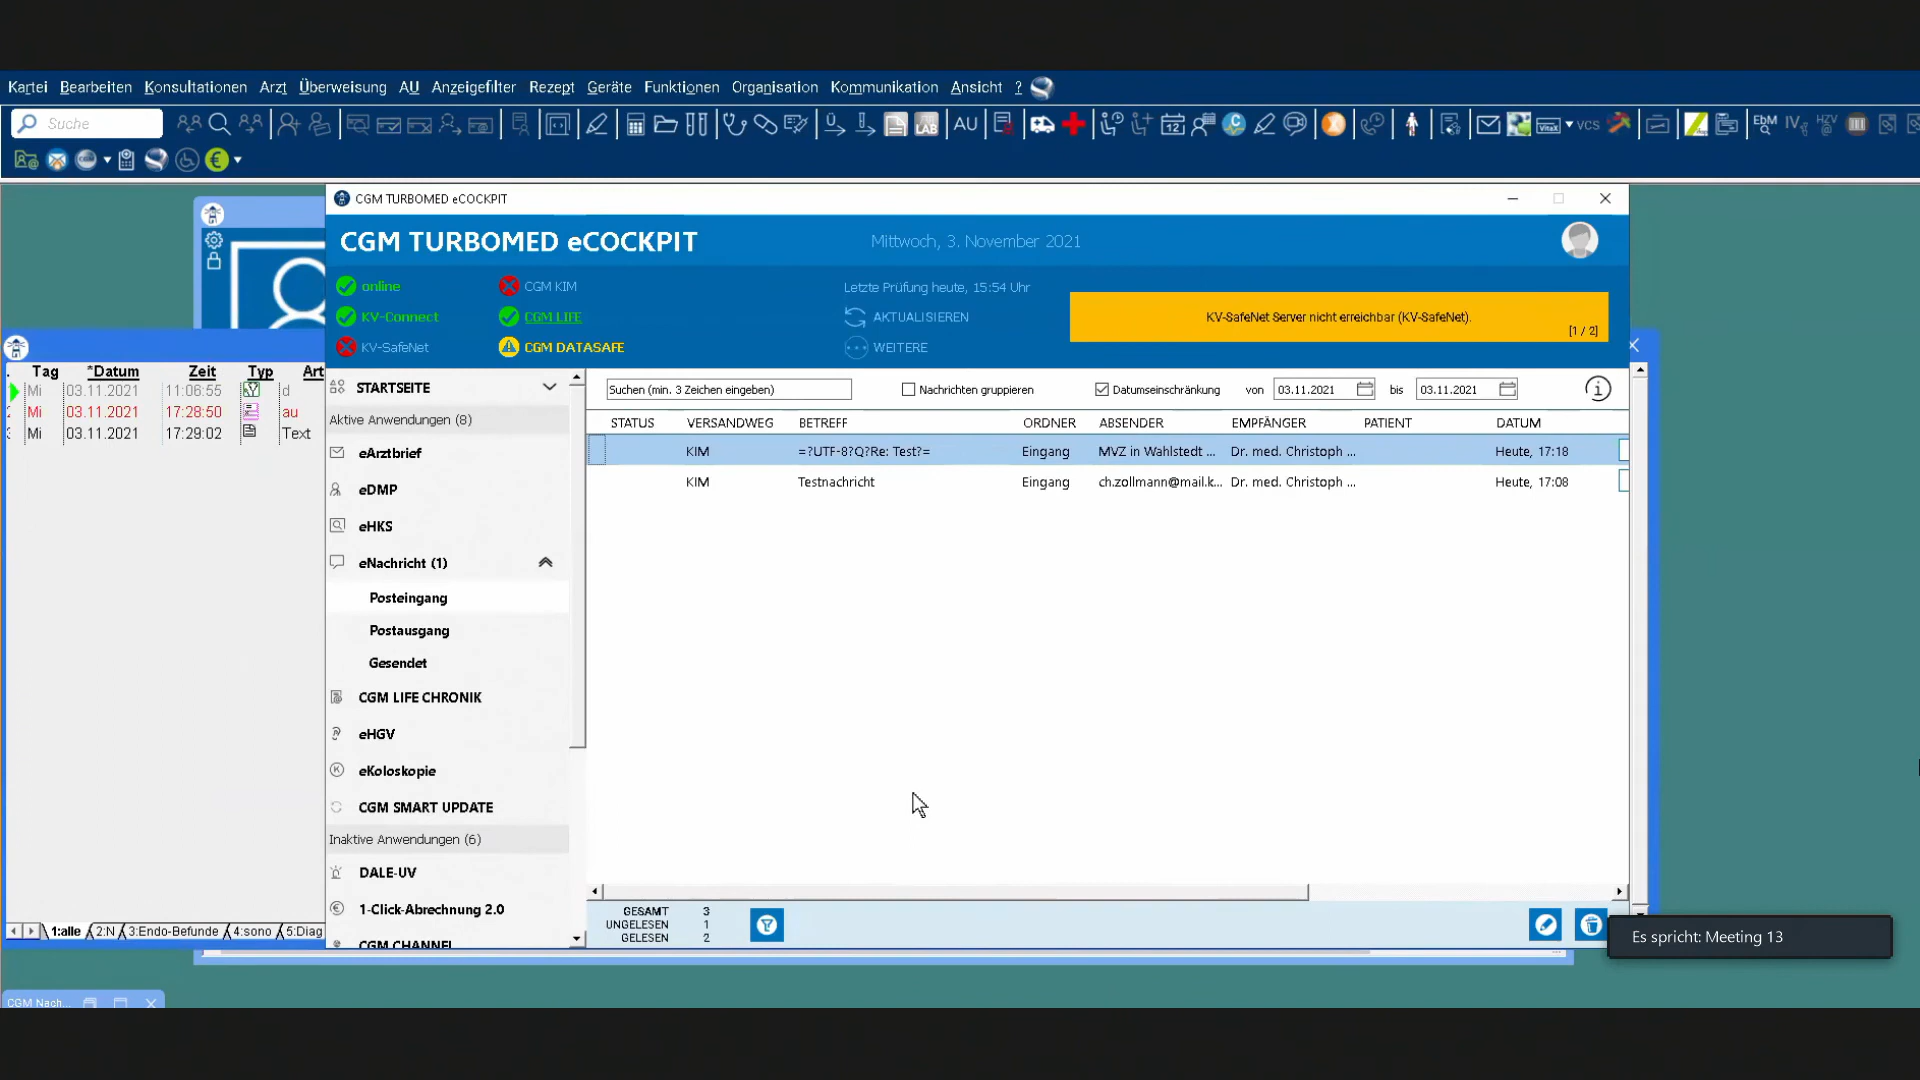 Kartei Bearbeiten Konsultationen Arzt Überweisung AU Anzeigefilter Rezept Geräte Funktionen Organisation Kommunikation Ansicht ?
Suche
LAB AU 12 Vitax VCS EbM IV HZV
CGM TURBOMED eCOCKPIT
CGM TURBOMED eCOCKPIT
Mittwoch, 3. November 2021
online CGM KIM Letzte Prüfung heute, 15:54 Uhr
KV-Connect CGM LIFE AKTUALISIEREN KV-SafeNet Server nicht erreichbar (KV-SafeNet).
[1 / 2]
KV-SafeNet CGM DATASAFE WEITERE
Tag *Datum Zeit Typ Art
Mi 03.11.2021 11:06:55 d
Mi 03.11.2021 17:28:50 au
Mi 03.11.2021 17:29:02 Text
STARTSEITE
Aktive Anwendungen (8)
eArztbrief
eDMP
eHKS
eNachricht (1)
Posteingang
Postausgang
Gesendet
CGM LIFE CHRONIK
eHGV
eKoloskopie
CGM SMART UPDATE
Inaktive Anwendungen (6)
DALE-UV
1-Click-Abrechnung 2.0
CGM CHANNEL
Suchen (min. 3 Zeichen eingeben) Nachrichten gruppieren Datumseinschränkung von 03.11.2021 bis 03.11.2021
STATUS VERSANDWEG BETREFF ORDNER ABSENDER EMPFÄNGER PATIENT DATUM
KIM =?UTF-8?Q?Re: Test?= Eingang MVZ in Wahlstedt ... Dr. med. Christoph ... Heute, 17:18
KIM Testnachricht Eingang ch.zollmann@mail.k... Dr. med. Christoph ... Heute, 17:08
GESAMT 3
UNGELESEN 1
GELESEN 2
1:alle 2:N 3:Endo-Befunde 4:sono 5:Diag
Es spricht: Meeting 13
CGM Nach...